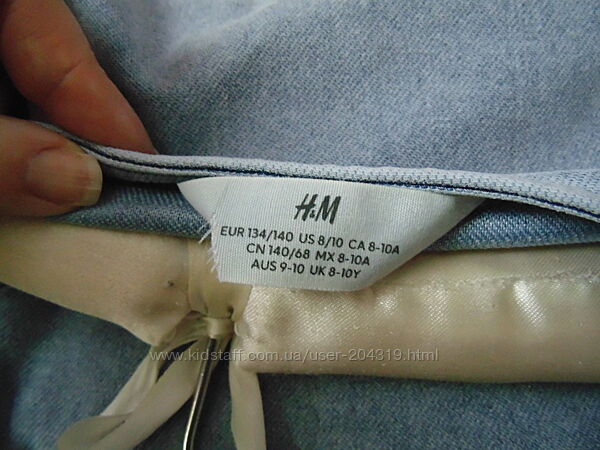 H&M
EUR 134/140 US 8/10 CA 8-10A
CN 140/68 MX 8-10A
AUS 9-10 UK 8-10Y
www.kidstaff.com.ua/user-204319.html